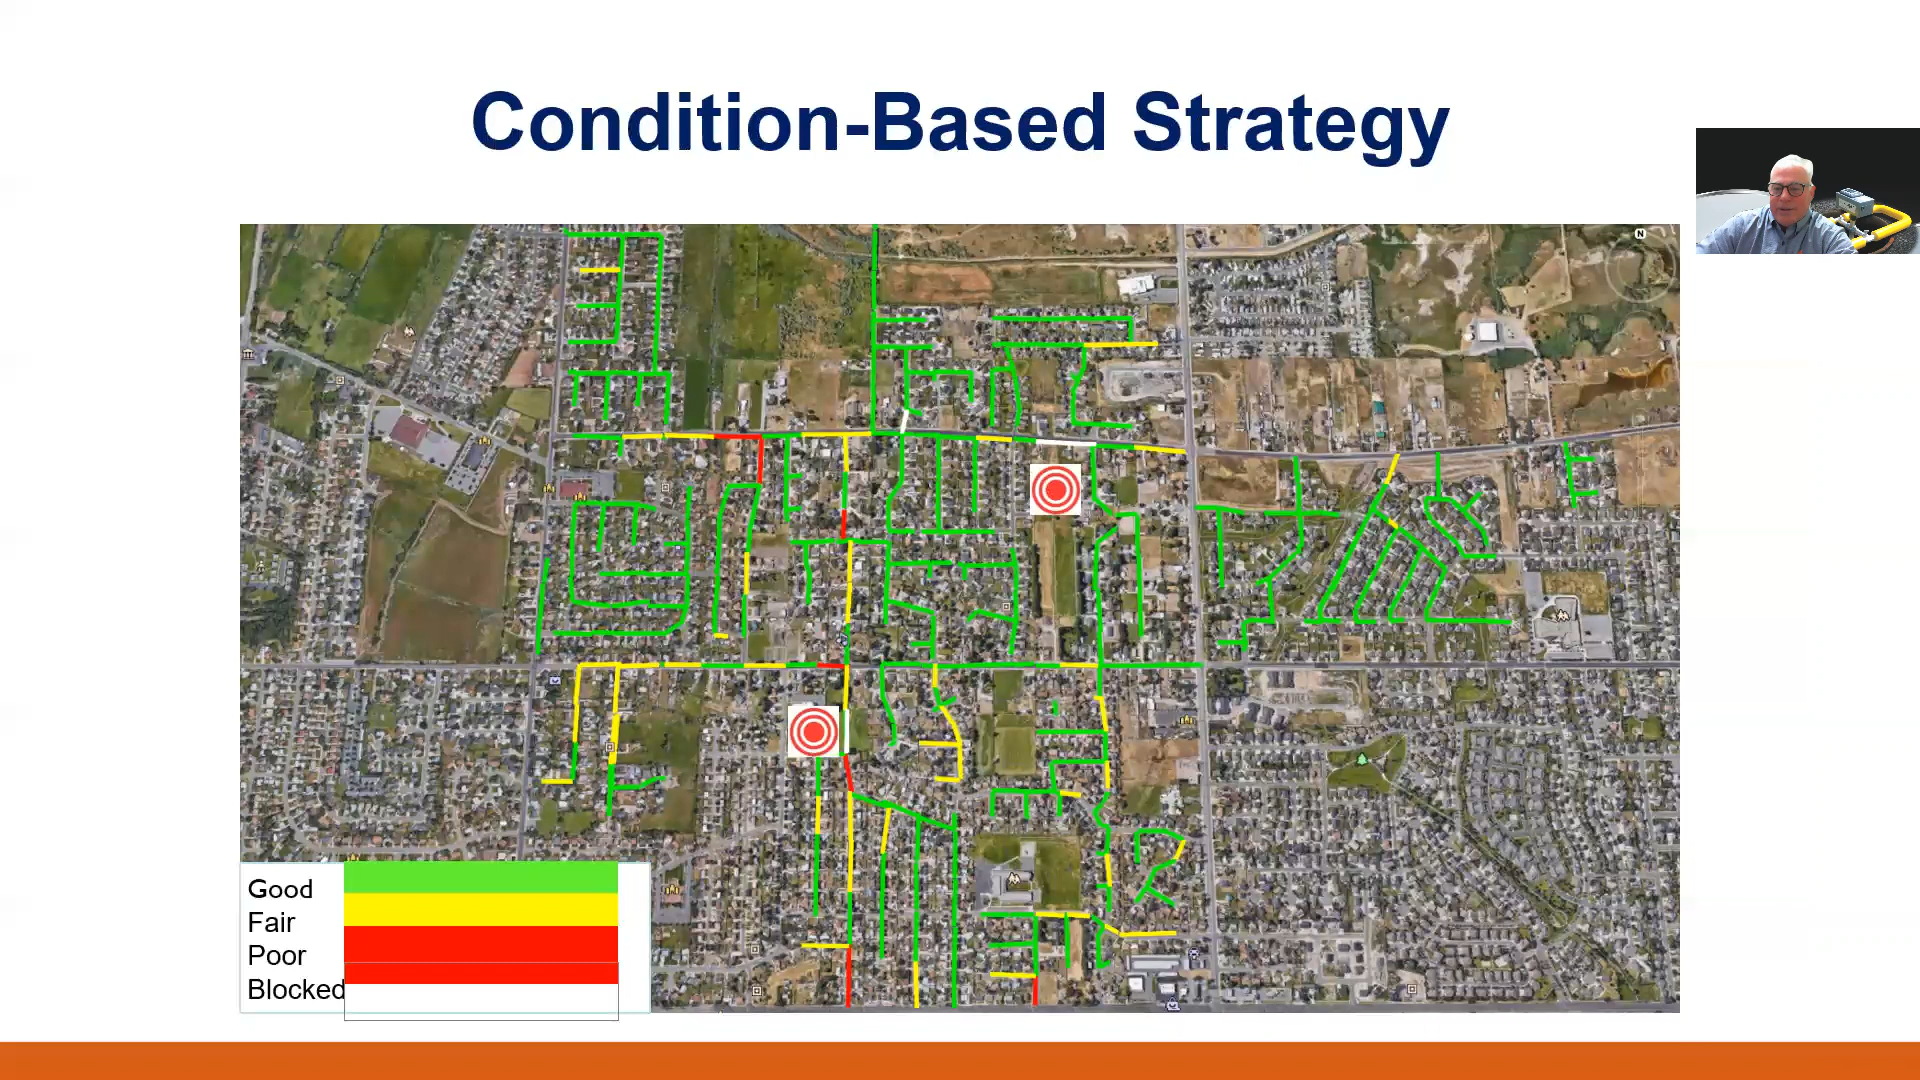 Condition-Based Strategy
N
Good
Fair
Poor
Blocked